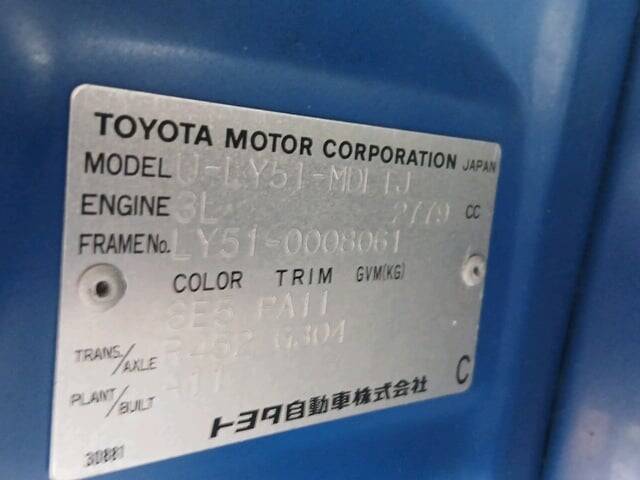 TOYOTA MOTOR CORPORATION JAPAN
MODEL U-LY51-MDLTJ
ENGINE 3L 2779 CC
FRAME No. LY51-0008061
COLOR TRIM GVM(KG)
8E5 FA11
TRANS./AXLE R452 G304
PLANT/BUILT A11
トヨタ自動車株式会社 C
30881